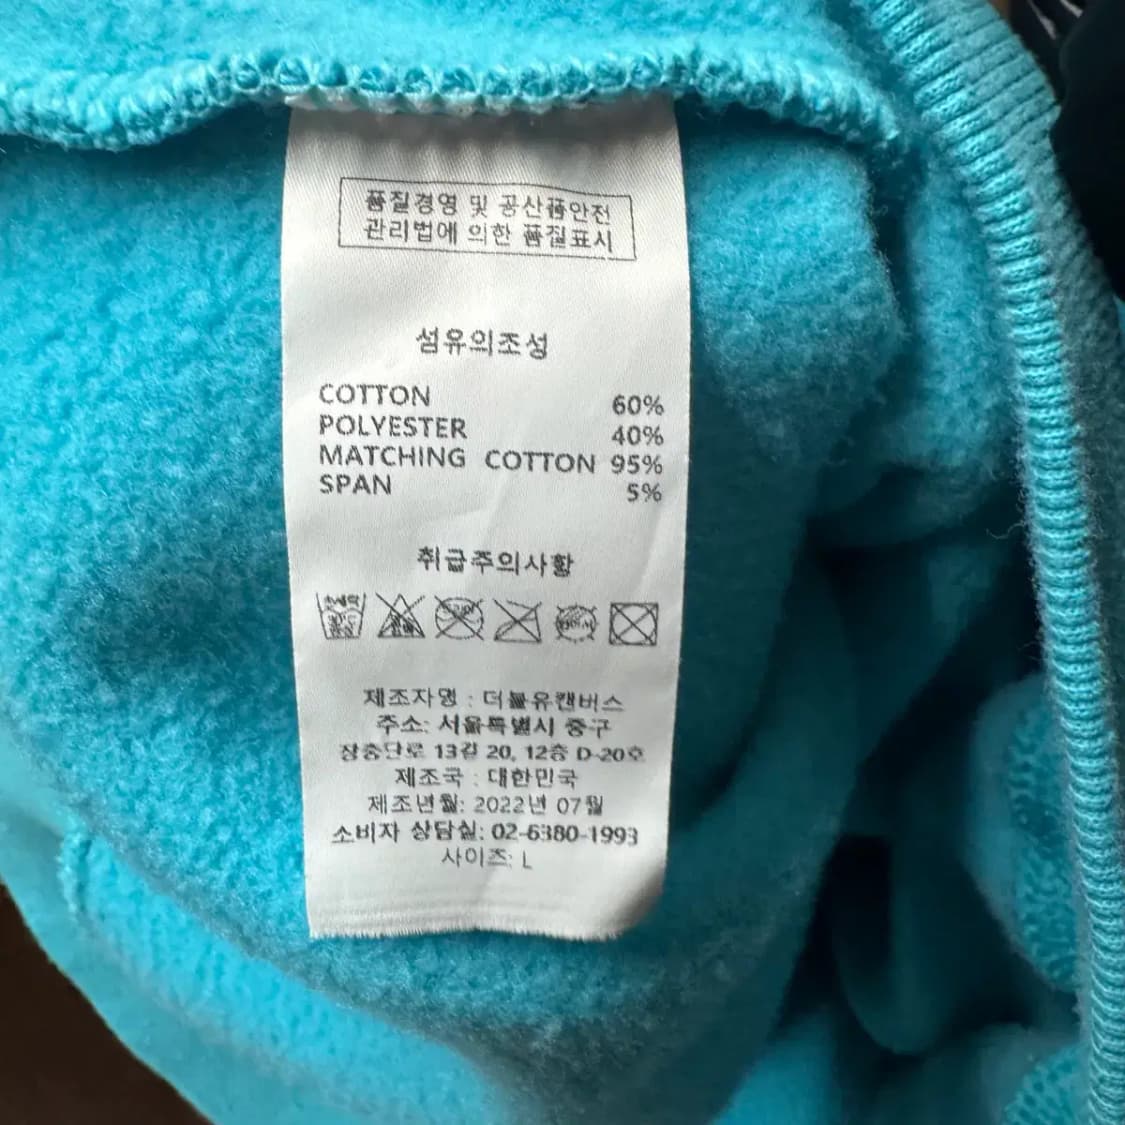 품질경영 및 공산품안전
관리법에 의한 품질표시
섬유의조성
COTTON 60%
POLYESTER 40%
MATCHING COTTON 95%
SPAN 5%
취급주의사항
손세탁
제조자명 : 더블유캔버스
주소: 서울특별시 중구
장충단로 13길 20, 12층 D-20호
제조국 : 대한민국
제조년월: 2022년 07월
소비자 상담실: 02-6380-1993
사이즈: L